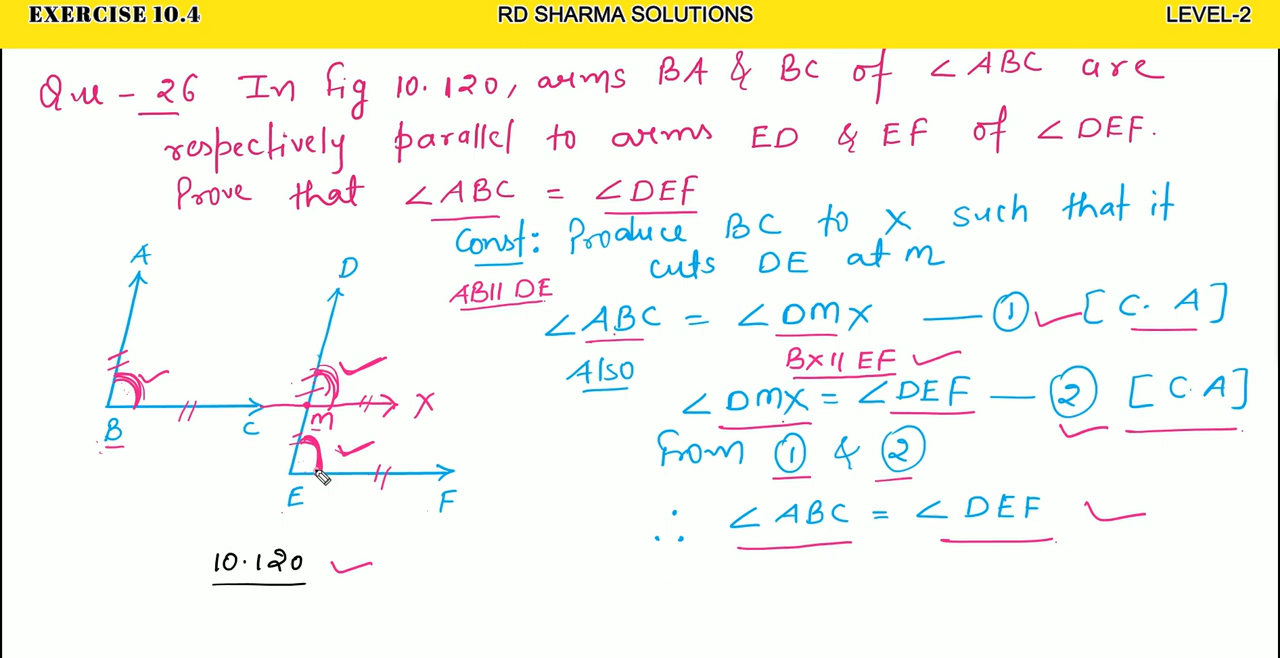 EXERCISE 10.4
RD SHARMA SOLUTIONS
LEVEL-2
Que - 26 In fig 10.120, arms BA & BC of ∠ABC are
respectively parallel to arms ED & EF of ∠DEF.
Prove that ∠ABC = ∠DEF
Const: Produce BC to X such that it
cuts DE at m
AB || DE
∠ABC = ∠DMX — ① [C. A]
Also
BX || EF
∠DMX = ∠DEF — ② [C.A]
From ① & ②
∴ ∠ABC = ∠DEF
A
D
B
C
m
X
E
F
10.120